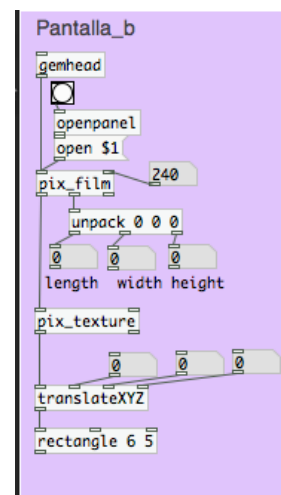 Pantalla_b
gemhead
openpanel
open $1
pix_film 240
unpack 0 0 0
0 0 0
length width height
pix_texture
0 0 0
translateXYZ
rectangle 6 5